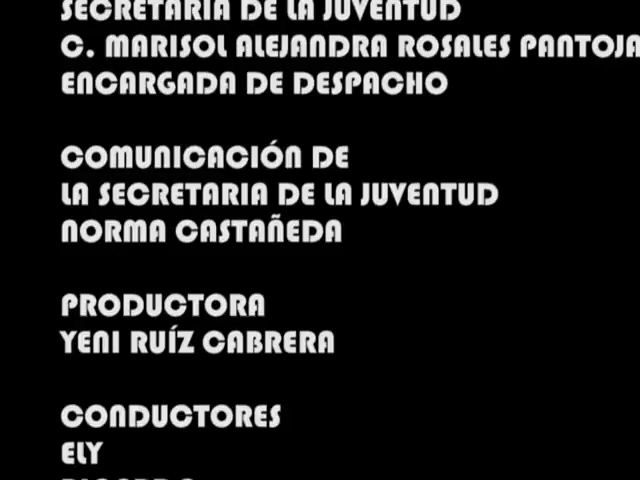 SECRETARIA DE LA JUVENTUD
C. MARISOL ALEJANDRA ROSALES PANTOJA
ENCARGADA DE DESPACHO
COMUNICACIÓN DE
LA SECRETARIA DE LA JUVENTUD
NORMA CASTAÑEDA
PRODUCTORA
YENI RUÍZ CABRERA
CONDUCTORES
ELY